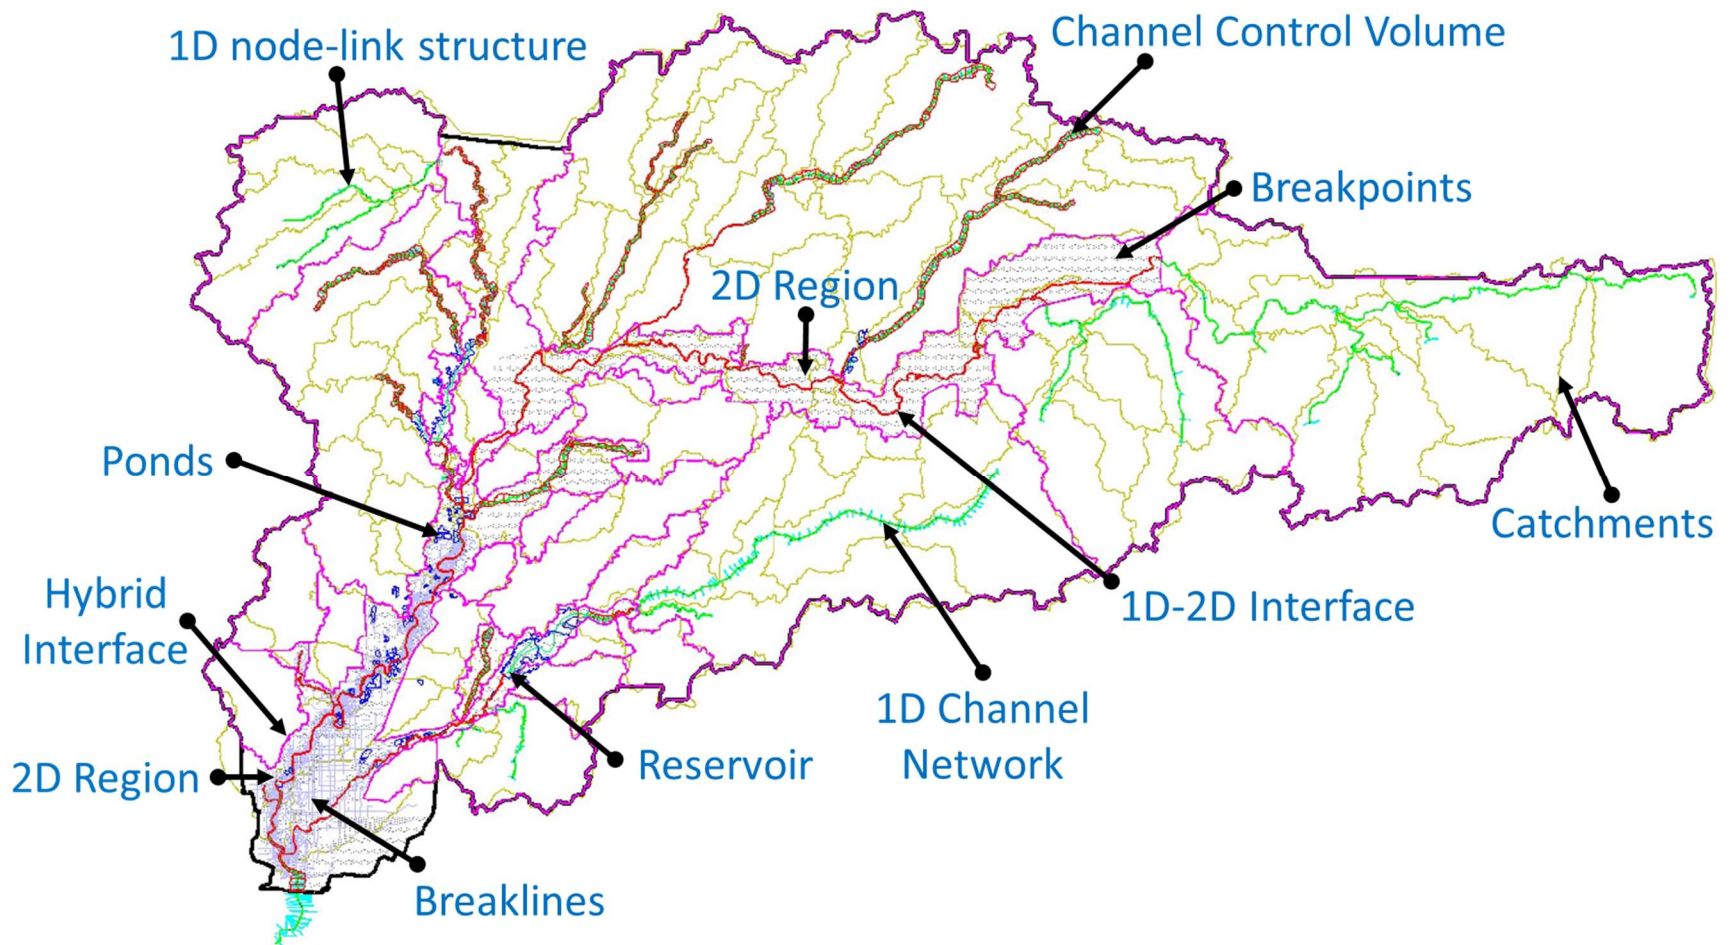 1D node-link structure
Channel Control Volume
Breakpoints
2D Region
Ponds
Catchments
Hybrid
Interface
1D-2D Interface
1D Channel
Network
2D Region
Reservoir
Breaklines